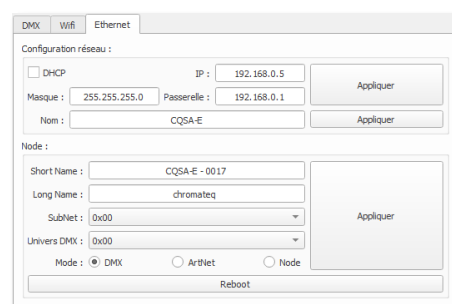 DMX Wifi Ethernet
Configuration réseau :
DHCP IP : 192.168.0.5 Appliquer
Masque : 255.255.255.0 Passerelle : 192.168.0.1
Nom : CQSA-E Appliquer
Node :
Short Name : CQSA-E - 0017
Long Name : chromateq
SubNet : 0x00 Appliquer
Univers DMX : 0x00
Mode : DMX ArtNet Node
Reboot